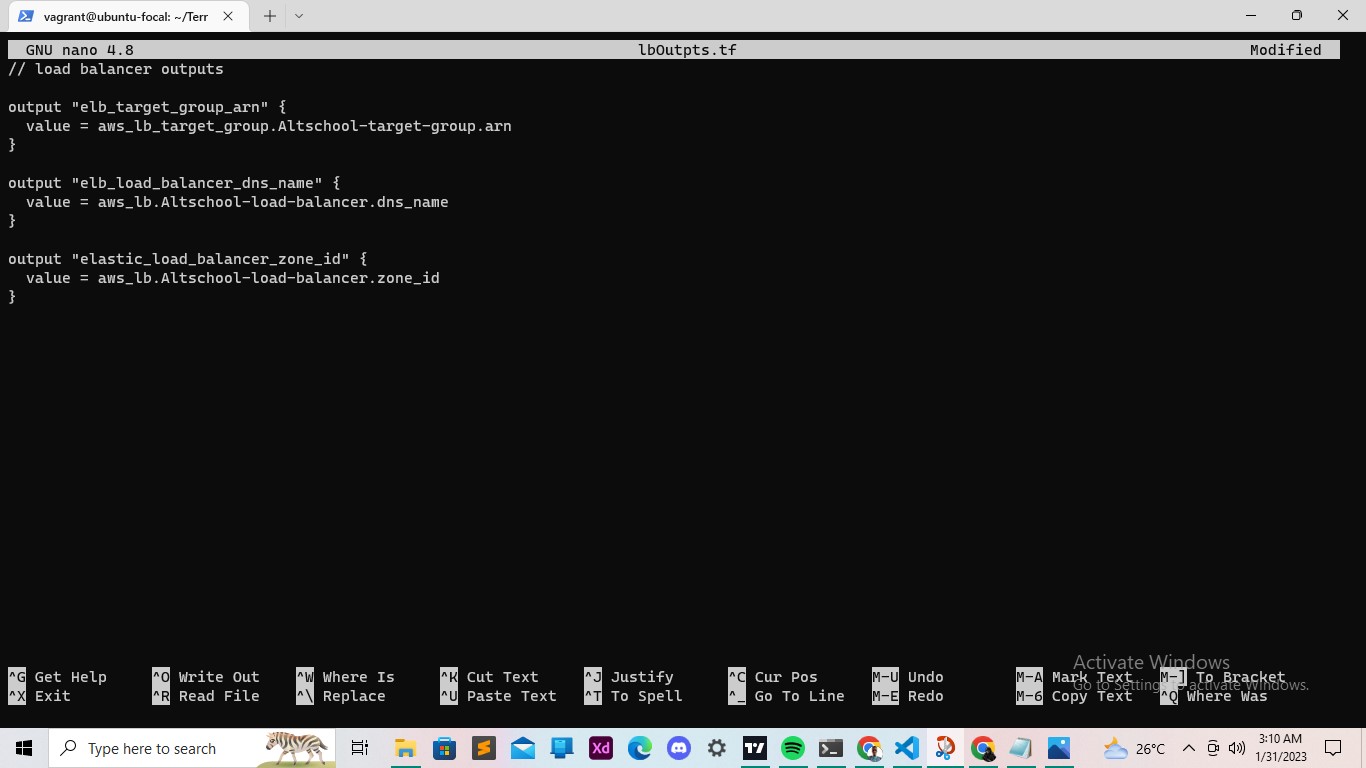 vagrant@ubuntu-focal: ~/Terr
GNU nano 4.8 lbOutpts.tf Modified
// load balancer outputs
output "elb_target_group_arn" {
value = aws_lb_target_group.Altschool-target-group.arn
}
output "elb_load_balancer_dns_name" {
value = aws_lb.Altschool-load-balancer.dns_name
}
output "elastic_load_balancer_zone_id" {
value = aws_lb.Altschool-load-balancer.zone_id
}
Activate Windows
Go to Settings to activate Windows.
^G Get Help ^O Write Out ^W Where Is ^K Cut Text ^J Justify ^C Cur Pos M-U Undo M-A Mark Text M-] To Bracket
^X Exit ^R Read File ^\ Replace ^U Paste Text ^T To Spell ^_ Go To Line M-E Redo M-6 Copy Text ^Q Where Was
Type here to search
Xd
26°C
3:10 AM
1/31/2023